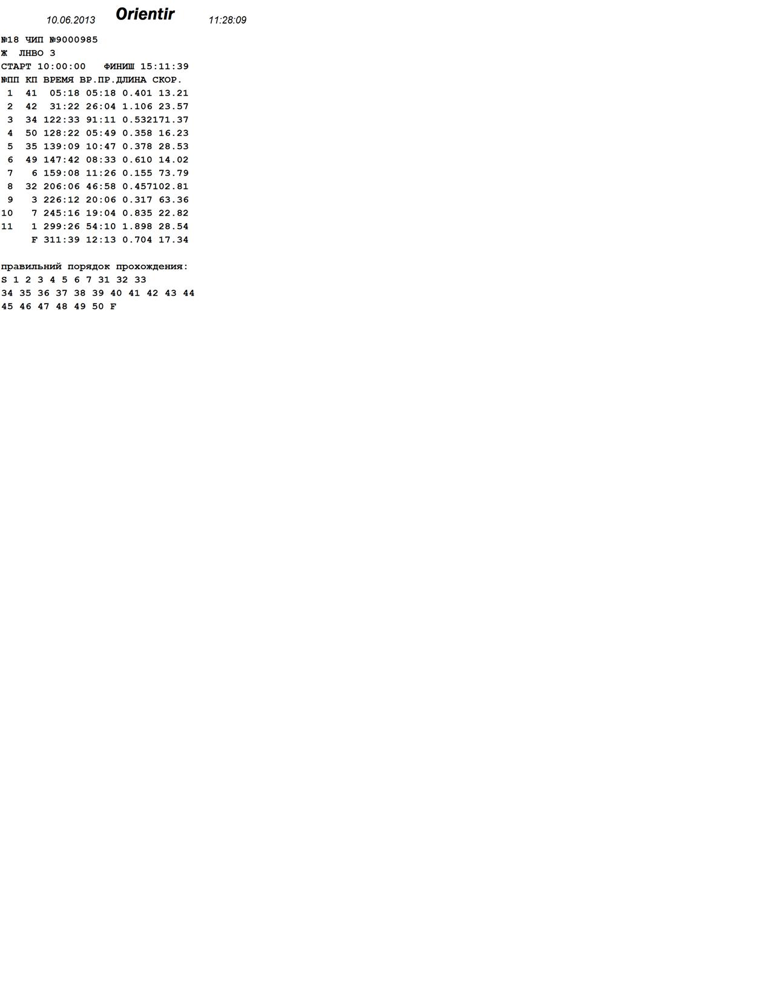 10.06.2013 Orientir 11:28:09
№18 ЧИП №9000985
Ж ЛНВО 3
СТАРТ 10:00:00 ФИНИШ 15:11:39
№ПП КП ВРЕМЯ ВР.ПР.ДЛИНА СКОР.
1 41 05:18 05:18 0.401 13.21
2 42 31:22 26:04 1.106 23.57
3 34 122:33 91:11 0.532171.37
4 50 128:22 05:49 0.358 16.23
5 35 139:09 10:47 0.378 28.53
6 49 147:42 08:33 0.610 14.02
7 6 159:08 11:26 0.155 73.79
8 32 206:06 46:58 0.457102.81
9 3 226:12 20:06 0.317 63.36
10 7 245:16 19:04 0.835 22.82
11 1 299:26 54:10 1.898 28.54
F 311:39 12:13 0.704 17.34
правильний порядок прохождения:
S 1 2 3 4 5 6 7 31 32 33
34 35 36 37 38 39 40 41 42 43 44
45 46 47 48 49 50 F